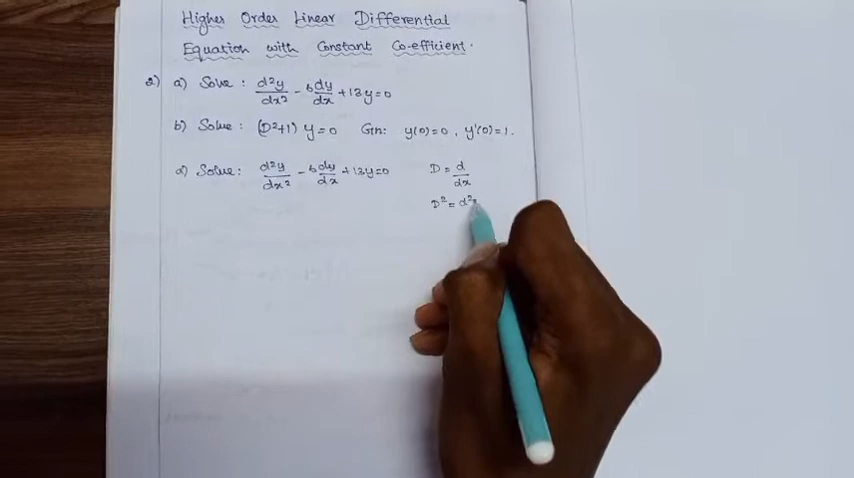 Higher Order Linear Differential
Equation with Constant Co-efficient.
2) a) Solve : d²y/dx² - 6dy/dx + 13y=0
b) Solve : (D²+1) y = 0 Gn: y(0)=0, y'(0)=1.
a) Solve: d²y/dx² - 6dy/dx + 13y=0 D = d/dx
D² = d²